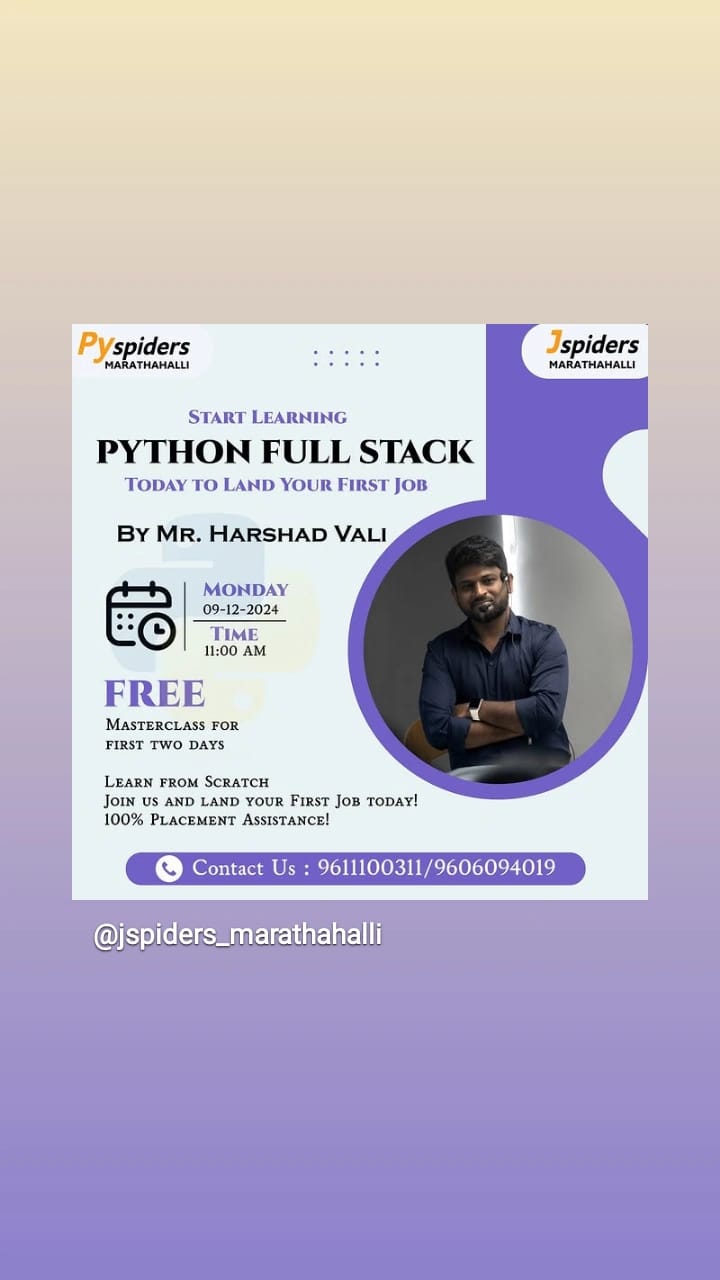 Pyspiders
MARATHAHALLI
Jspiders
MARATHAHALLI
START LEARNING
PYTHON FULL STACK
TODAY TO LAND YOUR FIRST JOB
BY MR. HARSHAD VALI
MONDAY
09-12-2024
TIME
11:00 AM
FREE
MASTERCLASS FOR
FIRST TWO DAYS
LEARN FROM SCRATCH
JOIN US AND LAND YOUR FIRST JOB TODAY!
100% PLACEMENT ASSISTANCE!
Contact Us : 9611100311/9606094019
@jspiders_marathahalli